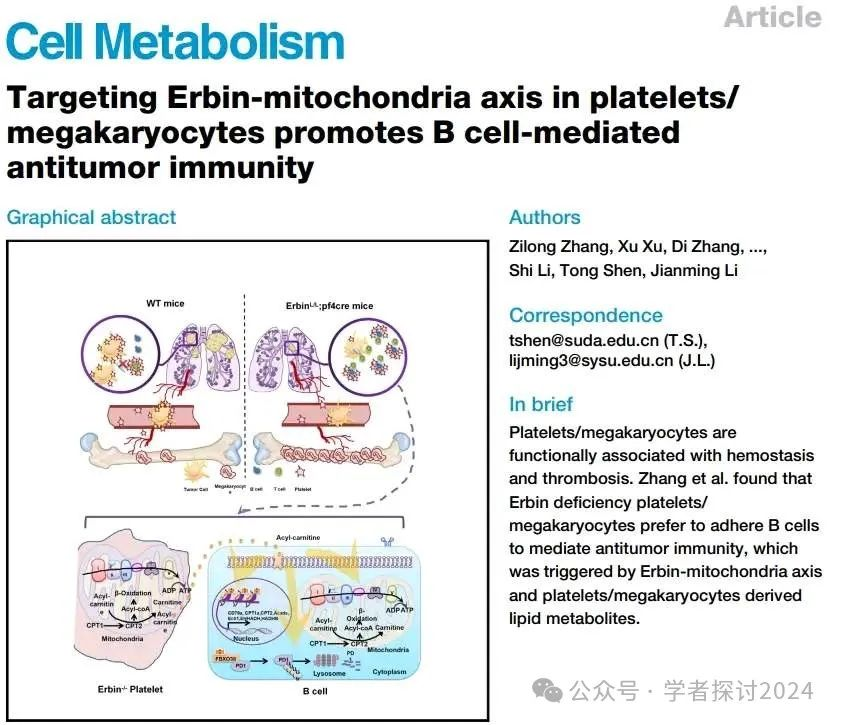 Article
Cell Metabolism
Targeting Erbin-mitochondria axis in platelets/
megakaryocytes promotes B cell-mediated
antitumor immunity
Graphical abstract
WT mice
ErbinL/L;pf4cre mice
Tumor Cell
Megakaryocyt
e
B cell
T cell
Platelet
Acyl-carnitine
ADP ATP
β-Oxidation
Carnitine
Acyl-
carnitin
e
Acyl-coA
Acyl-
carnitin
e
CPT1
CPT2
Mitochondria
Erbin-/- Platelet
Nucleus
FBXO38
PD1
PD1
Lysosome
PD
ADPATP
β-
Oxidation
Acyl-
carnitine
Acyl-coA
Carnitine
CPT1
CPT2
Mitochondria
Cytoplasm
B cell
Authors
Zilong Zhang, Xu Xu, Di Zhang, ...,
Shi Li, Tong Shen, Jianming Li
Correspondence
tshen@suda.edu.cn (T.S.),
lijming3@sysu.edu.cn (J.L.)
In brief
Platelets/megakaryocytes are
functionally associated with hemostasis
and thrombosis. Zhang et al. found that
Erbin deficiency platelets/
megakaryocytes prefer to adhere B cells
to mediate antitumor immunity, which
was triggered by Erbin-mitochondria axis
and platelets/megakaryocytes derived
lipid metabolites.
公众号 · 学者探讨2024